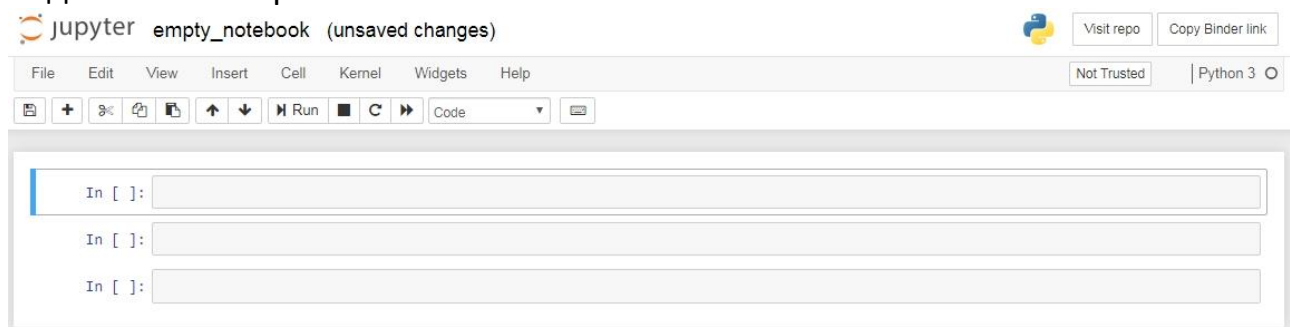 jupyter empty_notebook (unsaved changes) Visit repo Copy Binder link
File Edit View Insert Cell Kernel Widgets Help Not Trusted Python 3
Run Code
In [ ]:
In [ ]:
In [ ]: